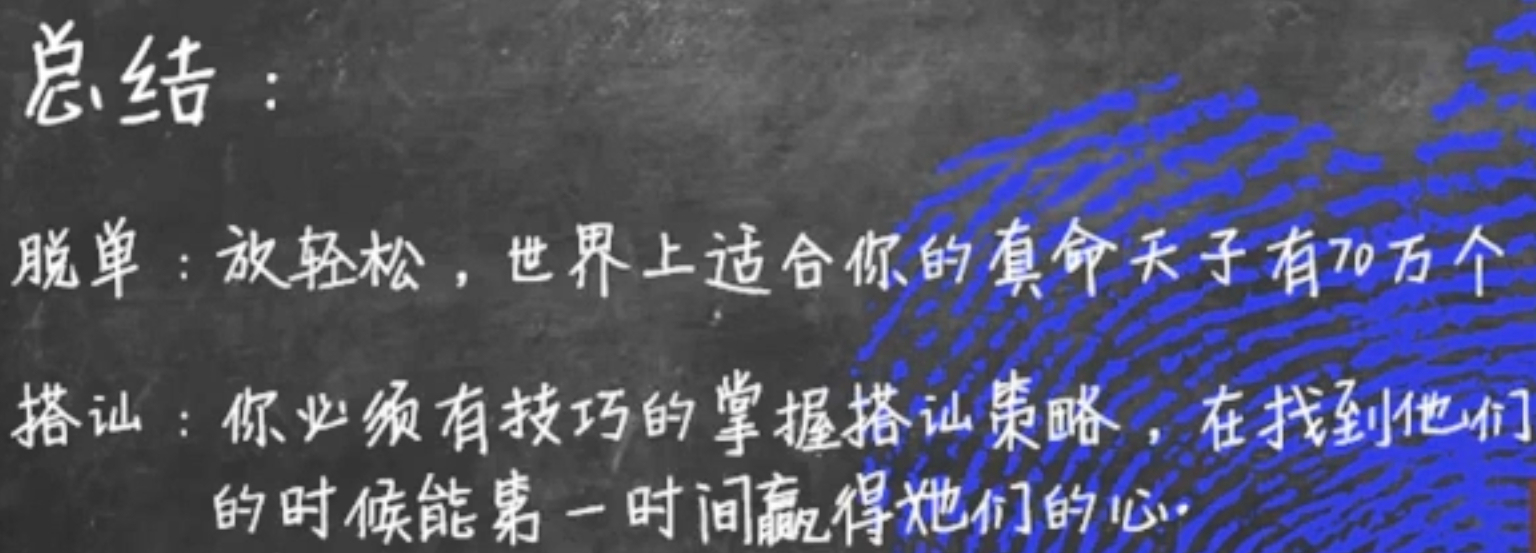 总结：
脱单：放轻松，世界上适合你的真命天子有70万个
搭讪：你必须有技巧的掌握搭讪策略，在找到他们
的时候能第一时间赢得她们的心.